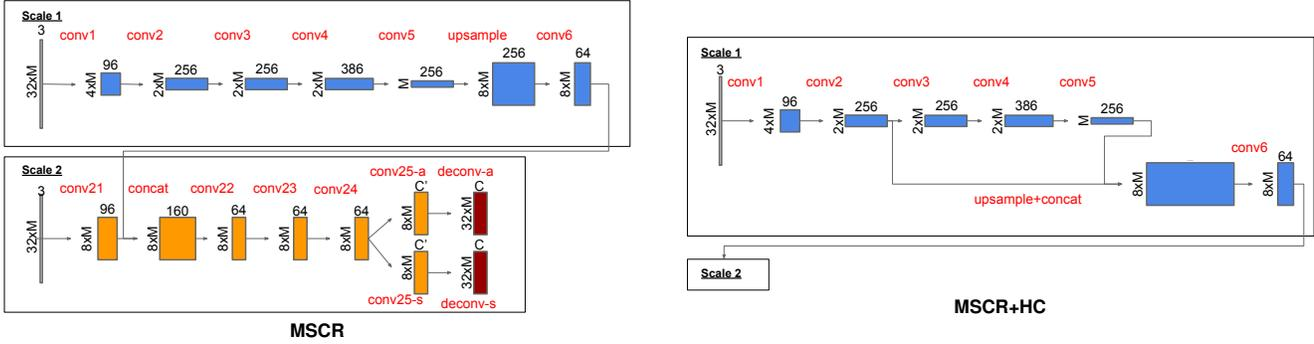 Scale 1
conv1 conv2 conv3 conv4 conv5 upsample conv6
3 96 256 256 386 256 256 64
32xM 4xM 2xM 2xM 2xM M 8xM 8xM
Scale 2
conv21 concat conv22 conv23 conv24 conv25-a deconv-a
3 96 160 64 64 64 C' C
32xM 8xM 8xM 8xM 8xM 8xM 8xM 32xM
C' C
8xM 32xM
conv25-s deconv-s
MSCR
Scale 1
conv1 conv2 conv3 conv4 conv5
3 96 256 256 386 256
32xM 4xM 2xM 2xM 2xM M
conv6
64
8xM 8xM
upsample+concat
Scale 2
MSCR+HC